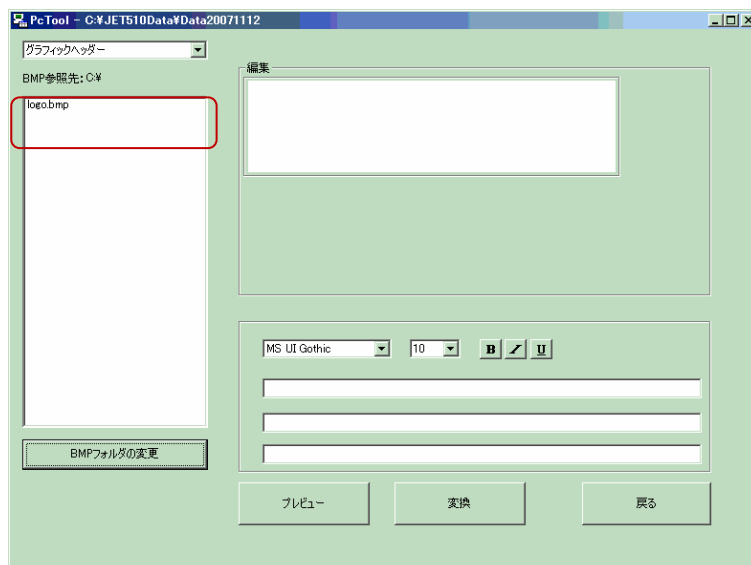 PcTool - C:¥JET510Data¥Data20071112
グラフィックヘッダー
BMP参照先: C:¥
logo.bmp
BMPフォルダの変更
編集
MS UI Gothic
10
B I U
プレビュー
変換
戻る